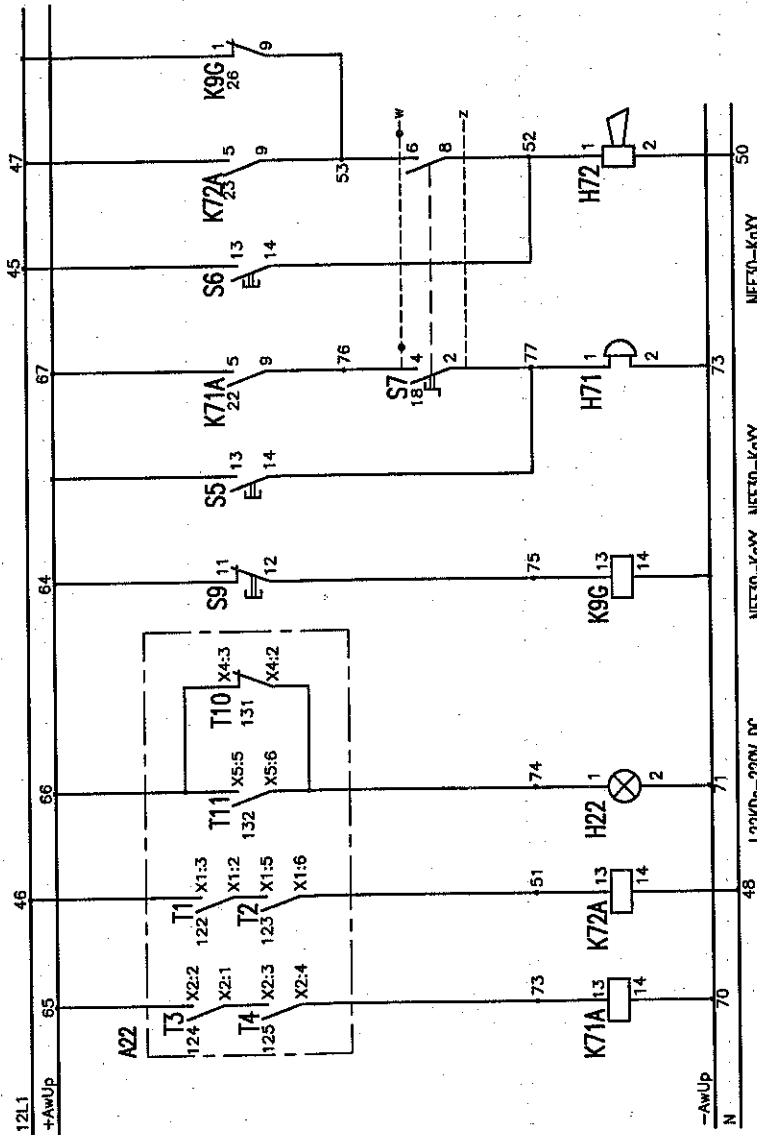 12L1
+AwUp
65
46
66
64
67
45
47
A22
T3
124
X2:2
X2:1
T4
125
X2:3
X2:4
T1
122
X1:3
X1:2
T2
123
X1:5
X1:6
T11
132
X5:5
X5:6
T10
131
X4:3
X4:2
S9
11
12
S5
13
14
K71A
22
5
9
S6
13
14
K72A
23
5
9
K9G
26
1
9
76
53
S7
18
4
2
6
8
w
z
73
51
74
75
77
52
K71A
13
14
K72A
13
14
H22
1
2
K9G
13
14
H71
1
2
H72
1
2
-AwUp
N
70
48
71
73
50